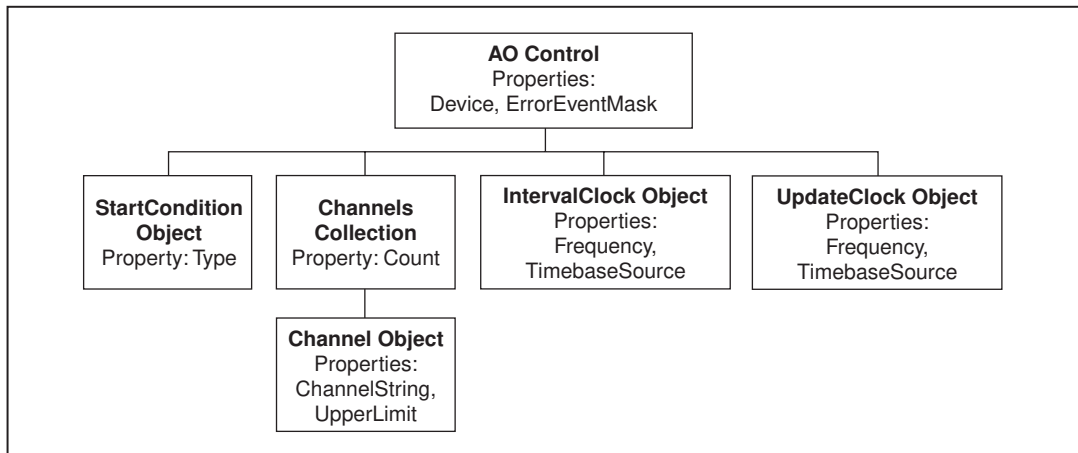 AO Control
Properties:
Device, ErrorEventMask
StartCondition
Object
Property: Type
Channels
Collection
Property: Count
IntervalClock Object
Properties:
Frequency,
TimebaseSource
UpdateClock Object
Properties:
Frequency,
TimebaseSource
Channel Object
Properties:
ChannelString,
UpperLimit